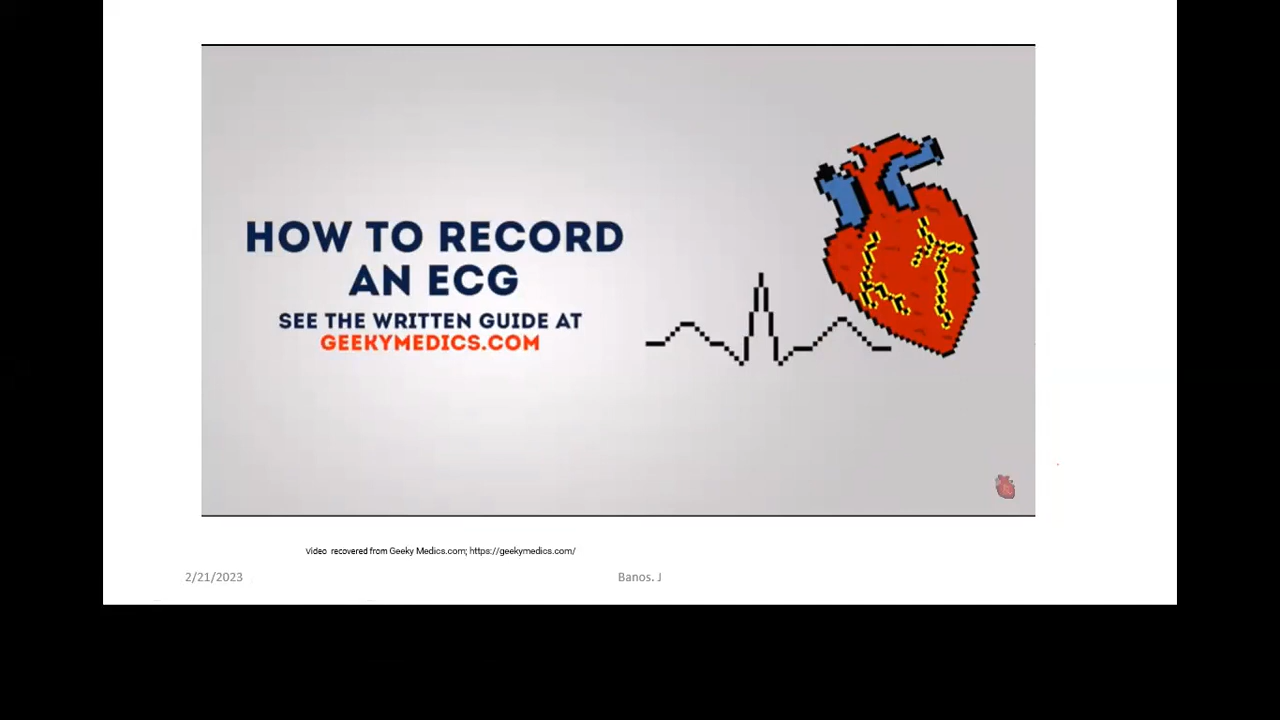 HOW TO RECORD
AN ECG
SEE THE WRITTEN GUIDE AT
GEEKYMEDICS.COM
Video recovered from Geeky Medics.com; https://geekymedics.com/
2/21/2023
Banos. J